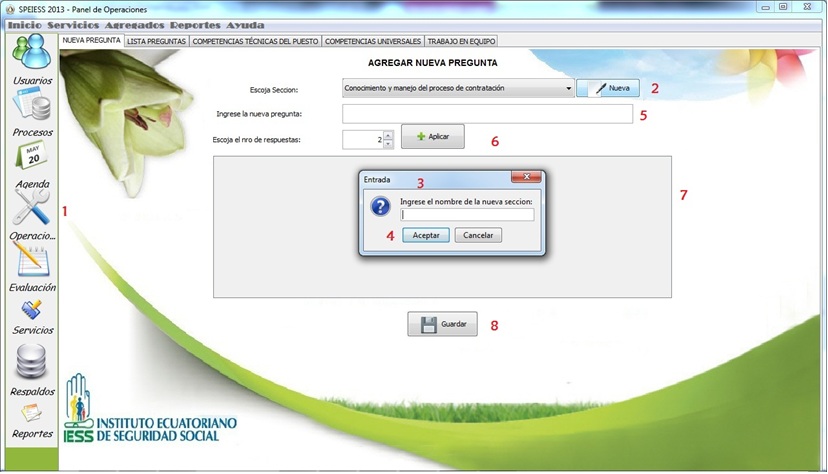 SPEIESS 2013 - Panel de Operaciones
Inicio Servicios Agregados Reportes Ayuda
NUEVA PREGUNTA LISTA PREGUNTAS COMPETENCIAS TÉCNICAS DEL PUESTO COMPETENCIAS UNIVERSALES TRABAJO EN EQUIPO
AGREGAR NUEVA PREGUNTA
Escoja Seccion: Conocimiento y manejo del proceso de contratación Nueva 2
Ingrese la nueva pregunta: 5
Escoja el nro de respuestas: 2 Aplicar 6
Entrada 3
Ingrese el nombre de la nueva seccion:
4 Aceptar Cancelar
7
Guardar 8
Usuarios
Procesos
MAY
20
Agenda
1
Operacio...
Evaluación
Servicios
Respaldos
Reportes
IESS
INSTITUTO ECUATORIANO
DE SEGURIDAD SOCIAL